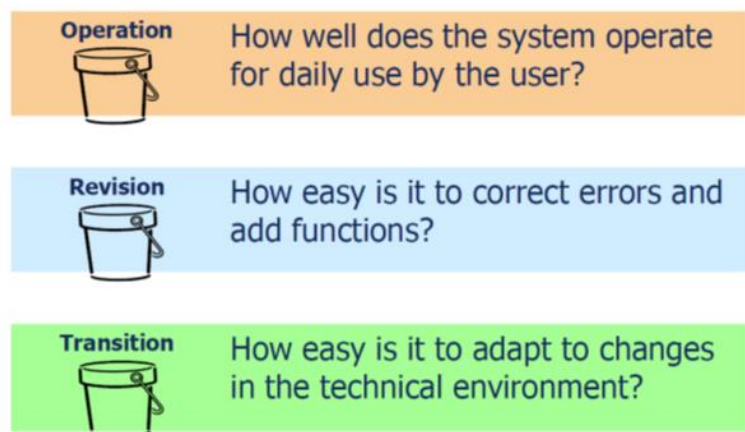 Operation
How well does the system operate
for daily use by the user?
Revision
How easy is it to correct errors and
add functions?
Transition
How easy is it to adapt to changes
in the technical environment?